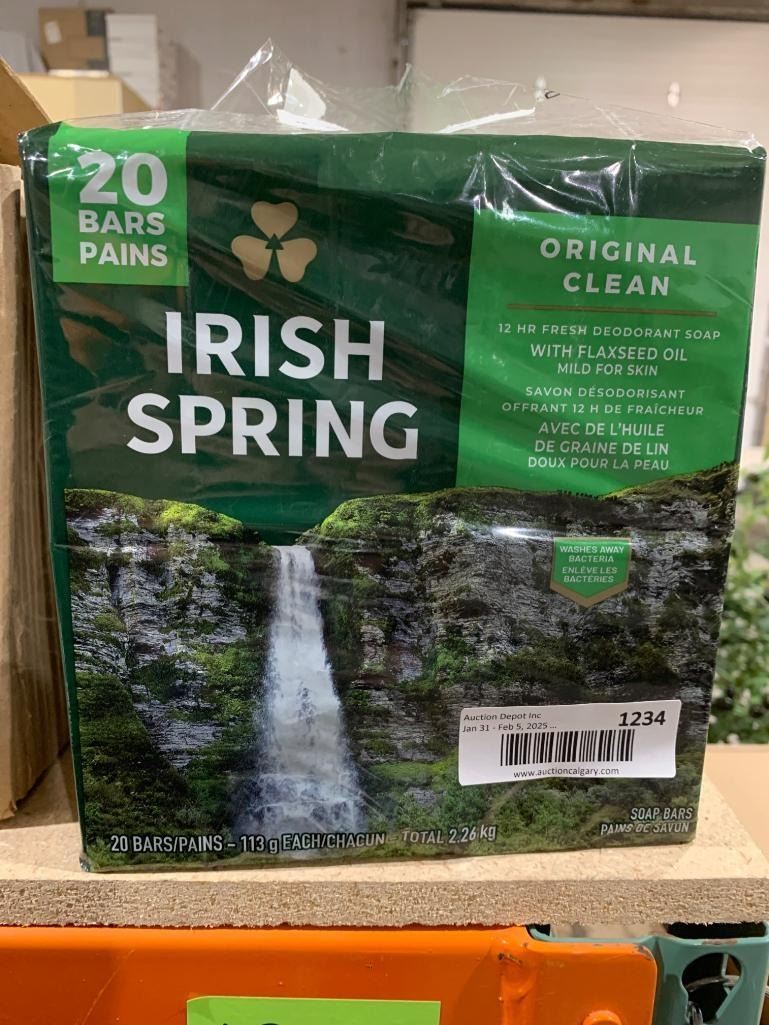 20
BARS
PAINS
IRISH
SPRING
ORIGINAL
CLEAN
12 HR FRESH DEODORANT SOAP
WITH FLAXSEED OIL
MILD FOR SKIN
SAVON DÉSODORISANT
OFFRANT 12 H DE FRAÎCHEUR
AVEC DE L'HUILE
DE GRAINE DE LIN
DOUX POUR LA PEAU
WASHES AWAY
BACTERIA
ENLÈVE LES
BACTÉRIES
Auction Depot Inc
Jan 31 - Feb 5, 2025 ...
1234
www.auctioncalgary.com
20 BARS/PAINS – 113 g EACH/CHACUN – TOTAL 2.26 kg
SOAP BARS
PAINS DE SAVON